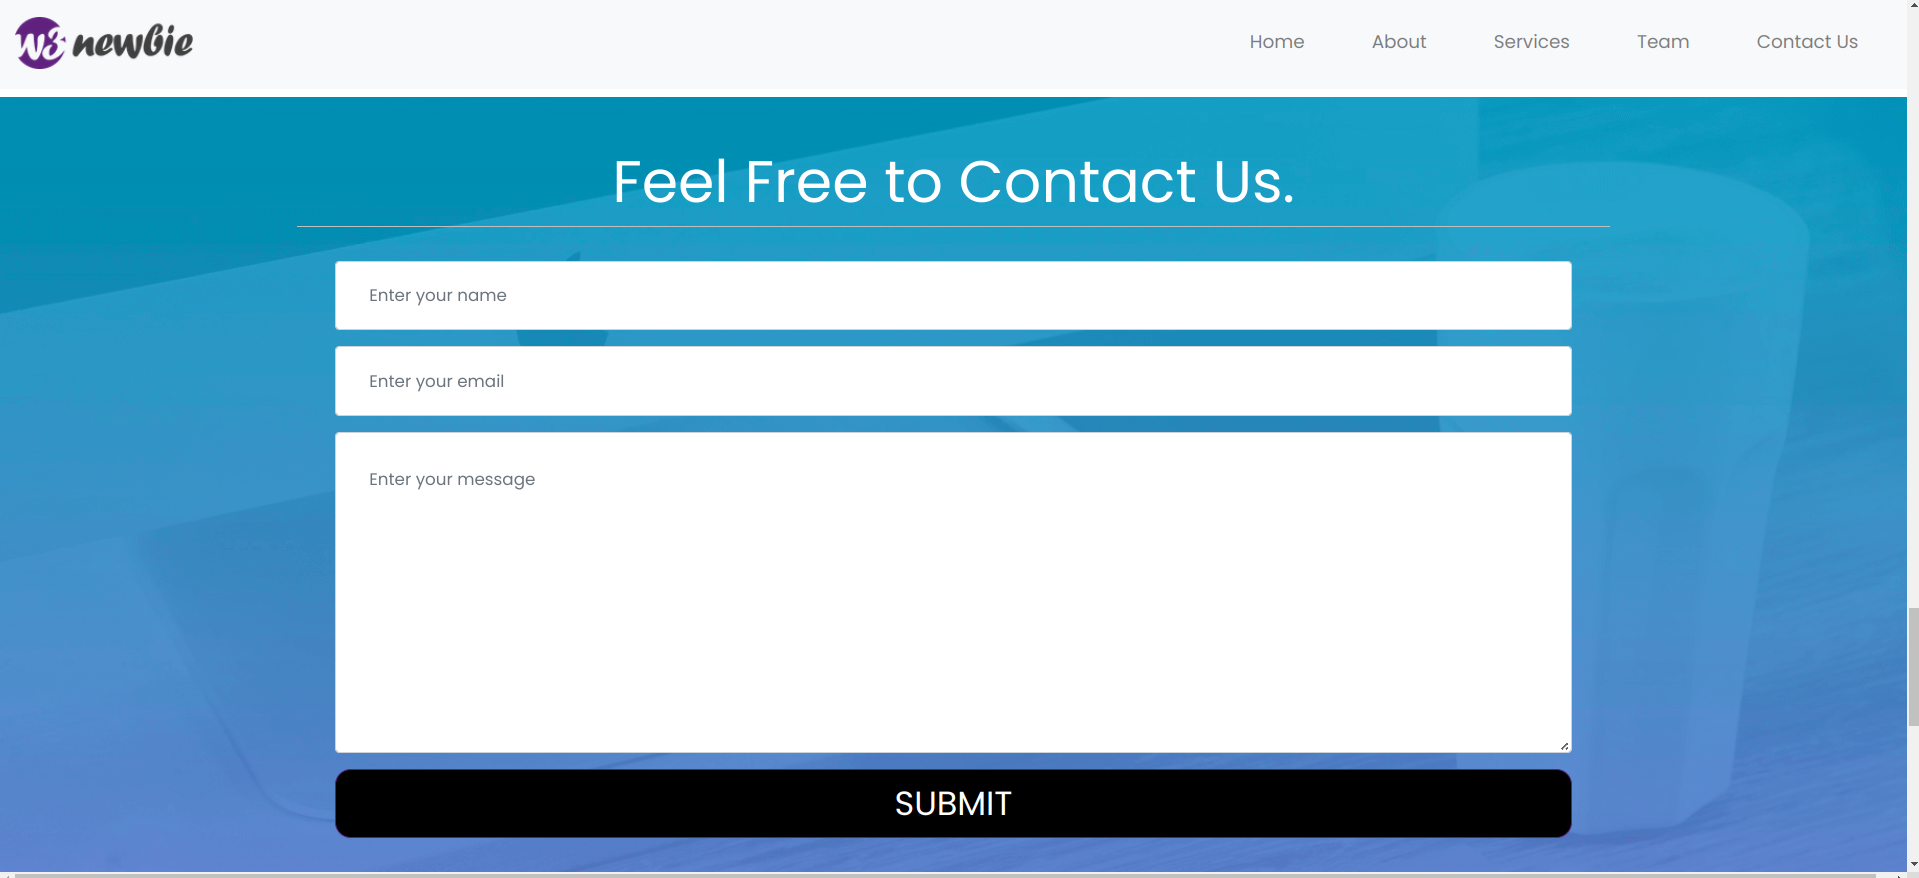 W3 newbie
Home About Services Team Contact Us
Feel Free to Contact Us.
Enter your name
Enter your email
Enter your message
SUBMIT